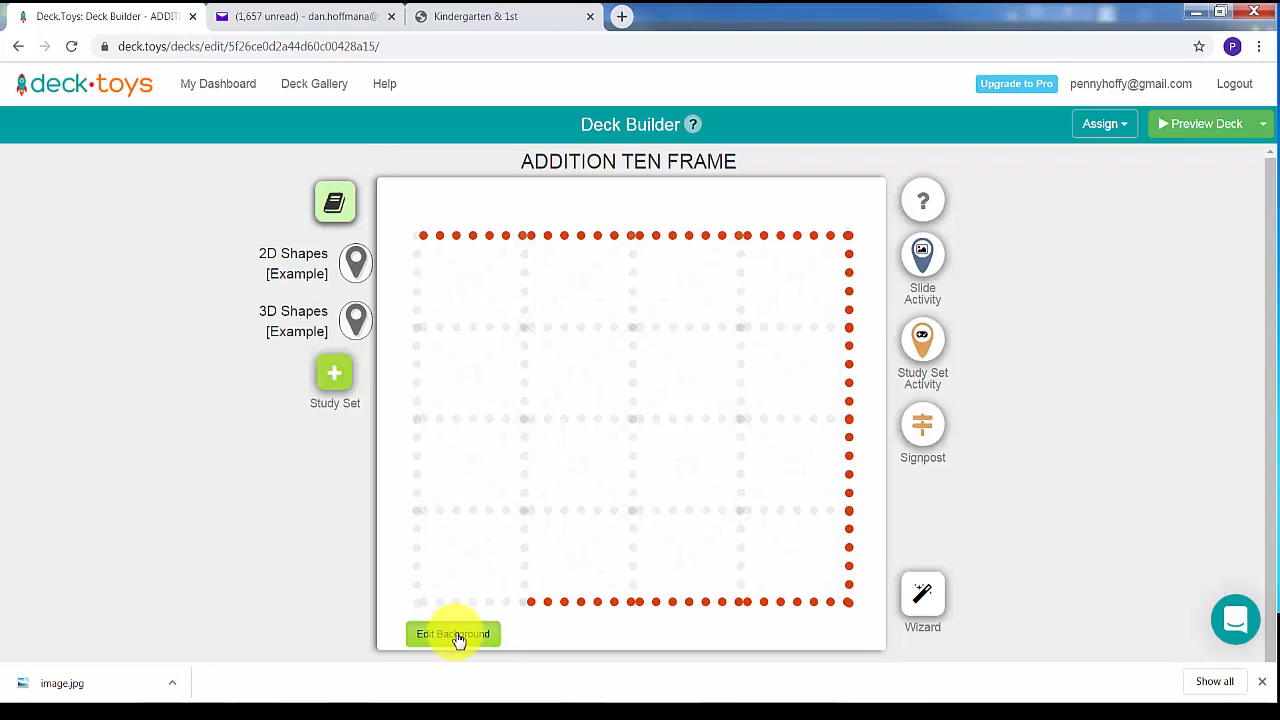 Deck.Toys: Deck Builder - ADDITI
(1,657 unread) - dan.hoffmana@
Kindergarten & 1st
deck.toys/decks/edit/5f26ce0d2a44d60c00428a15/
P
deck•toys
My Dashboard
Deck Gallery
Help
Upgrade to Pro
pennyhoffy@gmail.com
Logout
Deck Builder ?
Assign
Preview Deck
ADDITION TEN FRAME
2D Shapes
[Example]
3D Shapes
[Example]
Study Set
?
Slide
Activity
Study Set
Activity
Signpost
Wizard
Edit Background
image.jpg
Show all